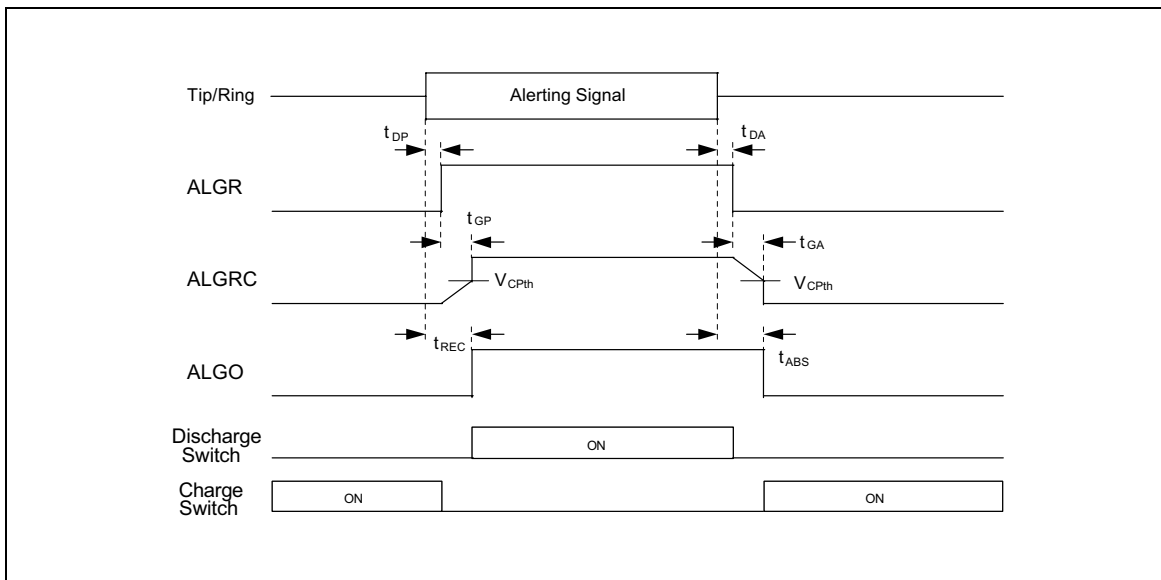 Tip/Ring
Alerting Signal
tDP
tDA
ALGR
tGP
tGA
ALGRC
VCPth
VCPth
tREC
tABS
ALGO
Discharge
Switch
ON
Charge
Switch
ON
ON